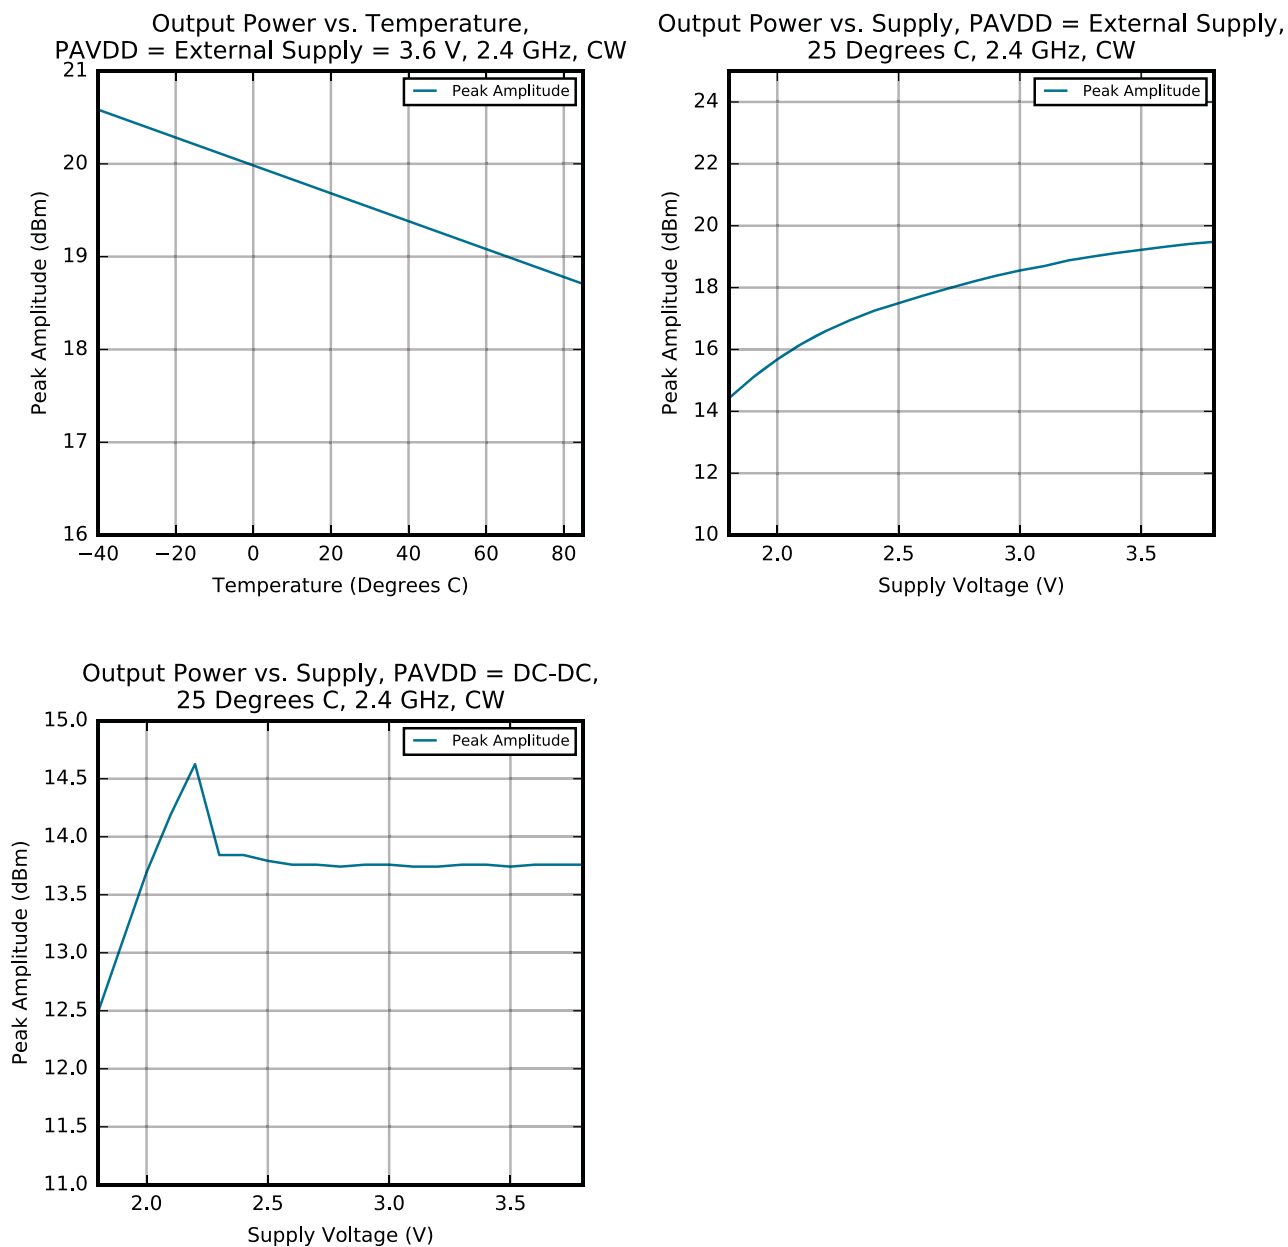 Output Power vs. Temperature,
PAVDD = External Supply = 3.6 V, 2.4 GHz, CW
Peak Amplitude
21
20
19
18
17
16
Peak Amplitude (dBm)
−40 −20 0 20 40 60 80
Temperature (Degrees C)
Output Power vs. Supply, PAVDD = External Supply,
25 Degrees C, 2.4 GHz, CW
Peak Amplitude
24
22
20
18
16
14
12
10
Peak Amplitude (dBm)
2.0 2.5 3.0 3.5
Supply Voltage (V)
Output Power vs. Supply, PAVDD = DC-DC,
25 Degrees C, 2.4 GHz, CW
Peak Amplitude
15.0
14.5
14.0
13.5
13.0
12.5
12.0
11.5
11.0
Peak Amplitude (dBm)
2.0 2.5 3.0 3.5
Supply Voltage (V)